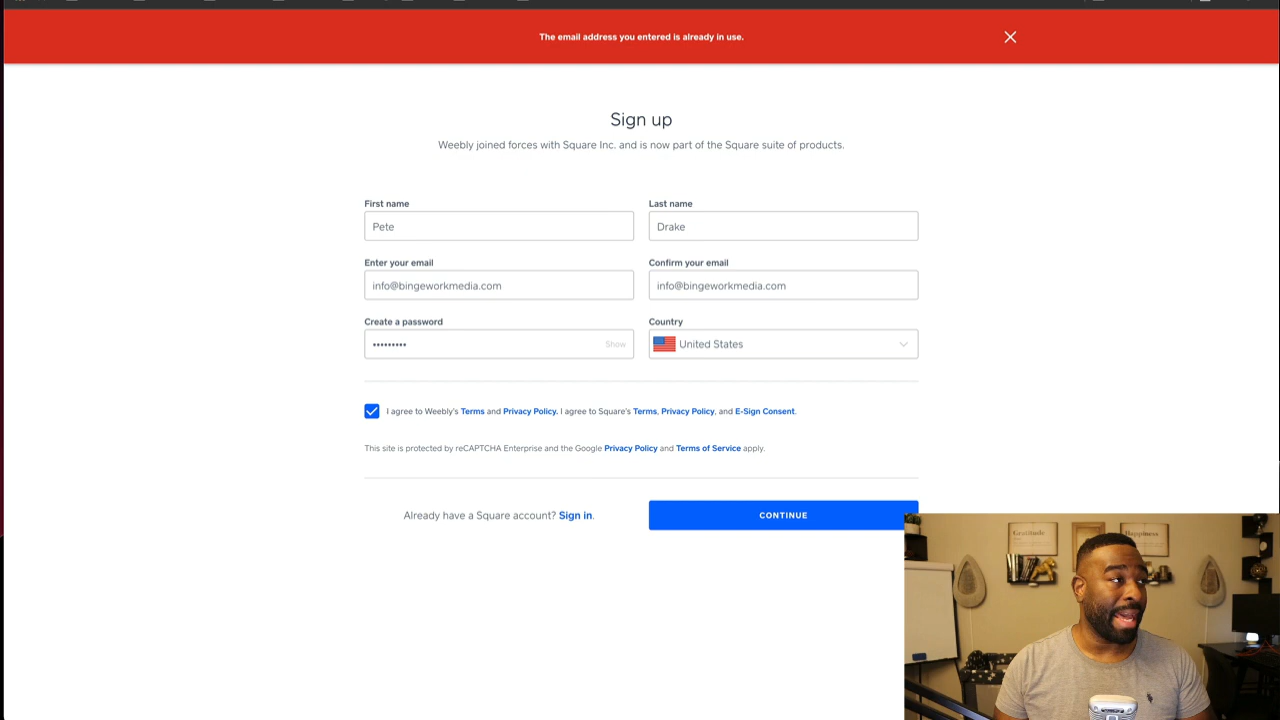 The email address you entered is already in use.
Sign up
Weebly joined forces with Square Inc. and is now part of the Square suite of products.
First name
Last name
Pete
Drake
Enter your email
Confirm your email
info@bingeworkmedia.com
info@bingeworkmedia.com
Create a password
Country
•••••••••
Show
United States
I agree to Weebly's Terms and Privacy Policy. I agree to Square's Terms, Privacy Policy, and E-Sign Consent.
This site is protected by reCAPTCHA Enterprise and the Google Privacy Policy and Terms of Service apply.
Already have a Square account? Sign in.
CONTINUE
Gratitude
Happiness